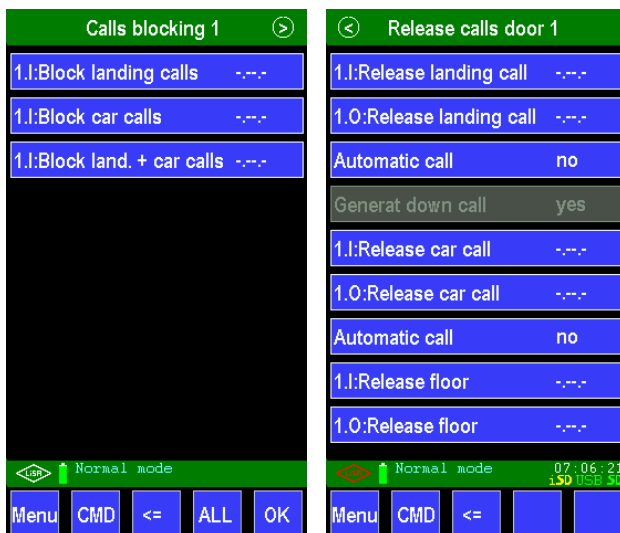 Calls blocking 1 >
1.I:Block landing calls -.--.-
1.I:Block car calls -.--.-
1.I:Block land. + car calls -.--.-
LiSA Normal mode
Menu CMD <= ALL OK
< Release calls door 1
1.I:Release landing call -.--.-
1.O:Release landing call -.--.-
Automatic call no
Generat down call yes
1.I:Release car call -.--.-
1.O:Release car call -.--.-
Automatic call no
1.I:Release floor -.--.-
1.O:Release floor -.--.-
LiSA Normal mode 07:06:21
iSD USB SD
Menu CMD <=